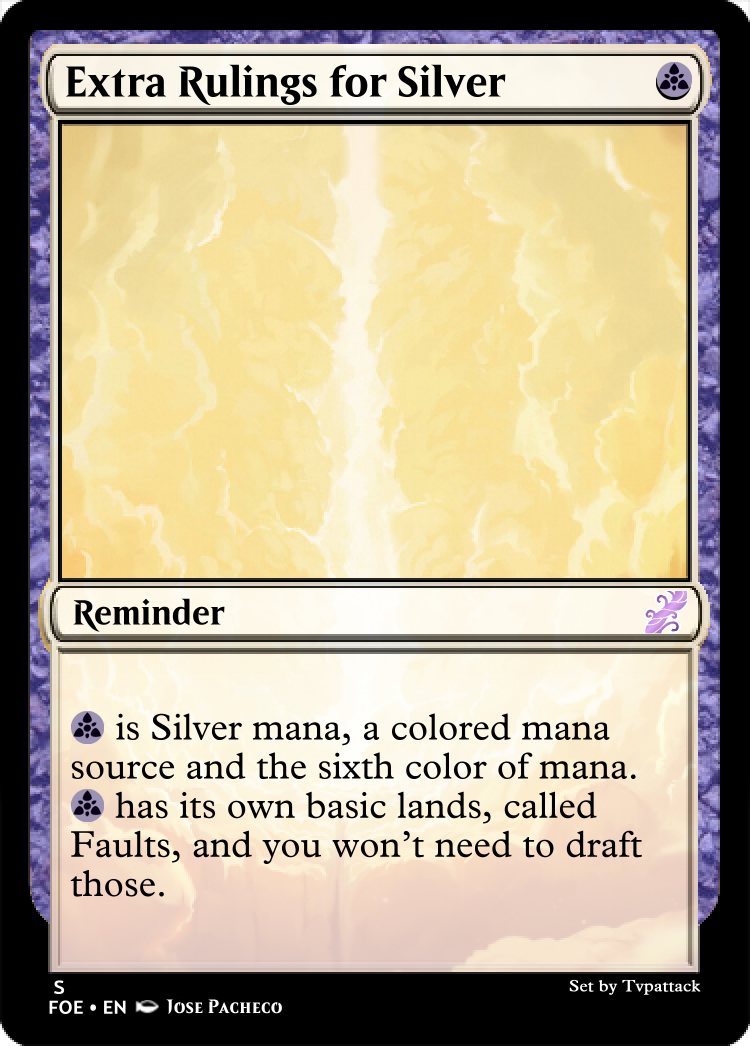 Extra Rulings for Silver
Reminder
is Silver mana, a colored mana
source and the sixth color of mana.
has its own basic lands, called
Faults, and you won't need to draft
those.
S
FOE • EN Jose Pacheco
Set by Tvpattack